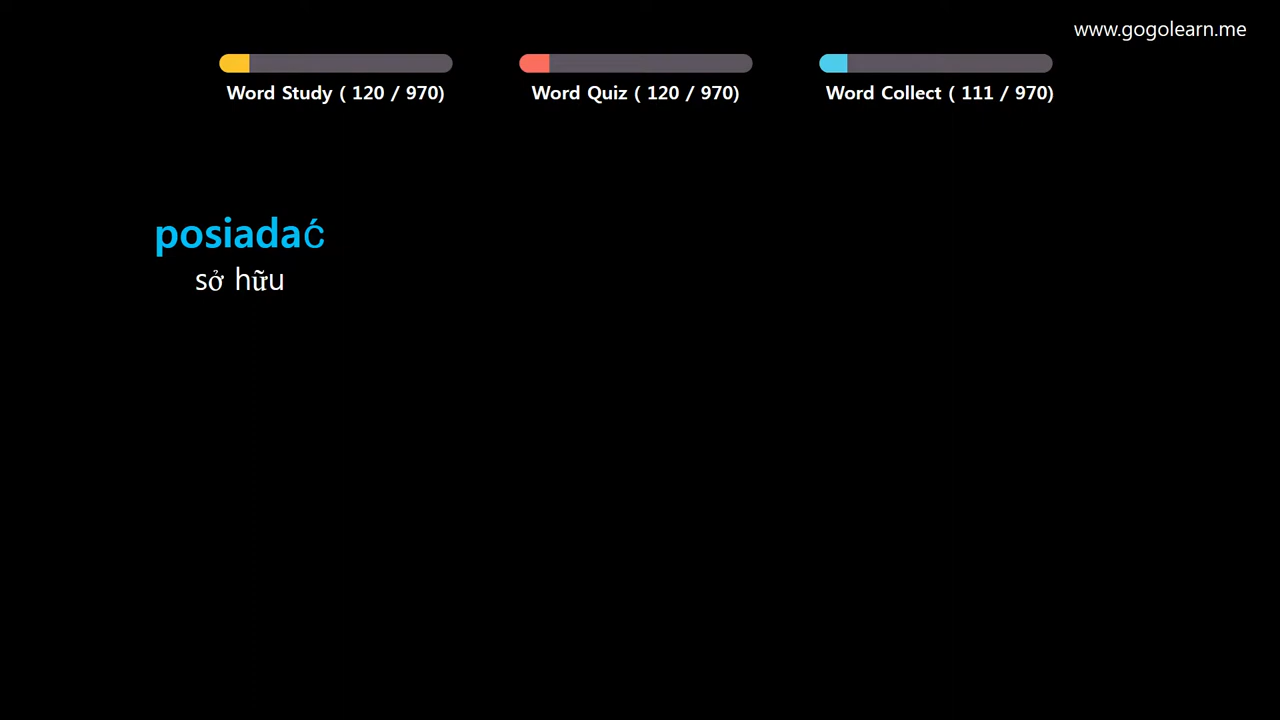 www.gogolearn.me
Word Study ( 120 / 970)
Word Quiz ( 120 / 970)
Word Collect ( 111 / 970)
posiadać
sở hữu